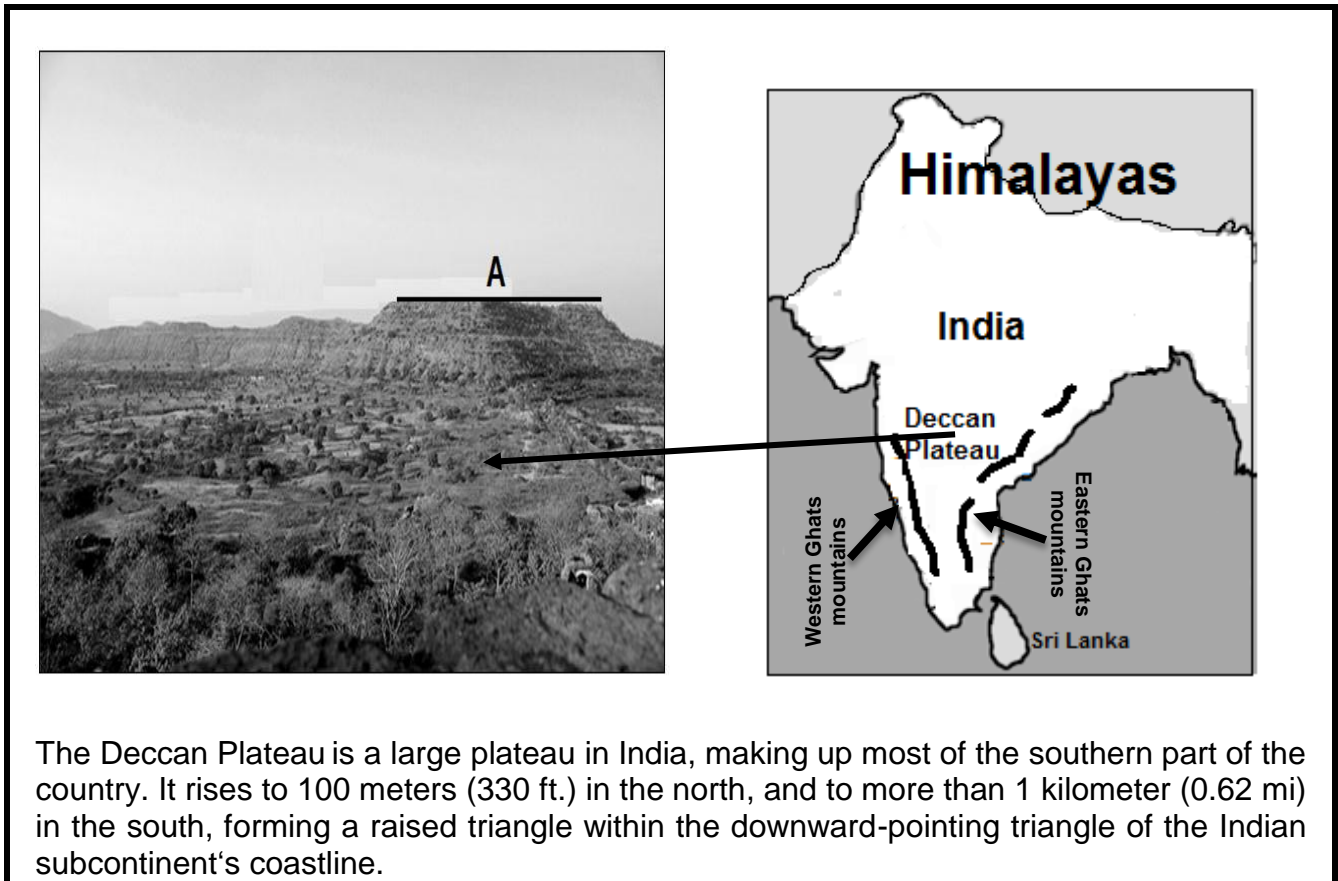 A
Himalayas
India
Deccan
Plateau
Western Ghats
mountains
Eastern Ghats
mountains
Sri Lanka
The Deccan Plateau is a large plateau in India, making up most of the southern part of the
country. It rises to 100 meters (330 ft.) in the north, and to more than 1 kilometer (0.62 mi)
in the south, forming a raised triangle within the downward-pointing triangle of the Indian
subcontinent‘s coastline.